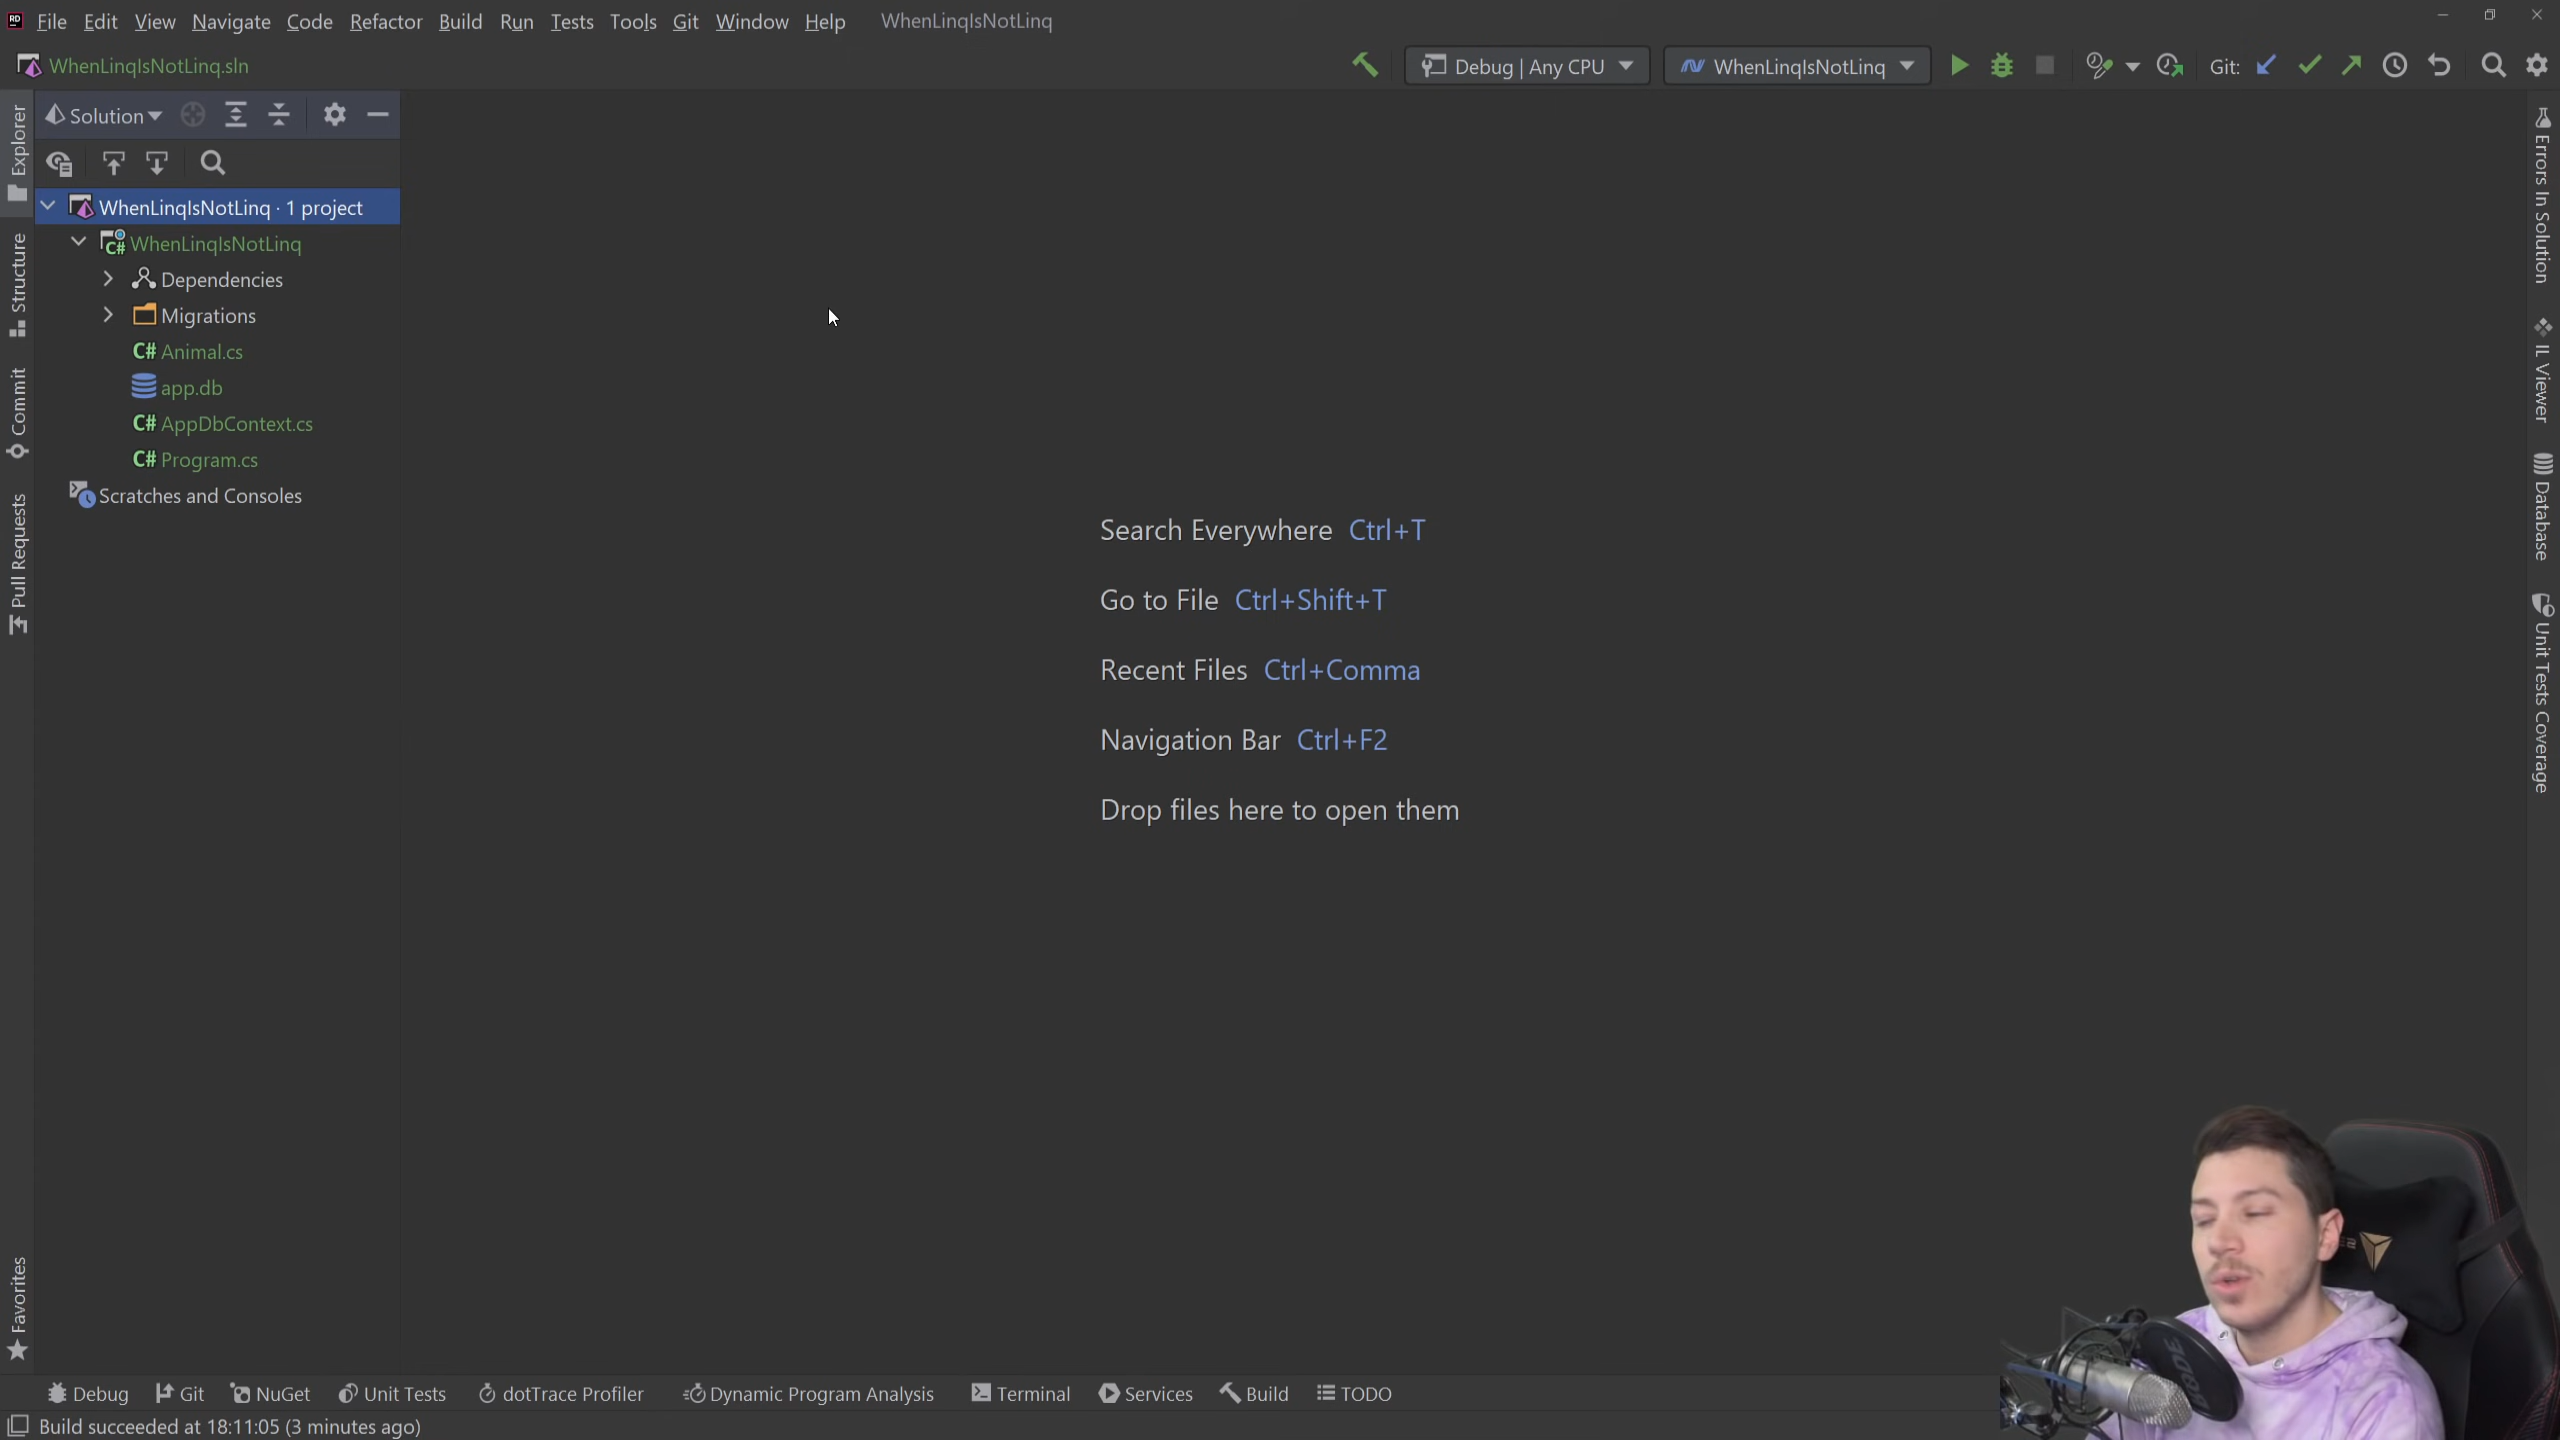 File Edit View Navigate Code Refactor Build Run Tests Tools Git Window Help WhenLinqIsNotLinq
WhenLinqIsNotLinq.sln
Debug | Any CPU
WhenLinqIsNotLinq
Git:
Solution
WhenLinqIsNotLinq · 1 project
C# WhenLinqIsNotLinq
Dependencies
Migrations
C# Animal.cs
app.db
C# AppDbContext.cs
C# Program.cs
Scratches and Consoles
Explorer
Structure
Commit
Pull Requests
Favorites
Search Everywhere Ctrl+T
Go to File Ctrl+Shift+T
Recent Files Ctrl+Comma
Navigation Bar Ctrl+F2
Drop files here to open them
Errors In Solution
IL Viewer
Database
Unit Tests Coverage
RODE
Debug Git NuGet Unit Tests dotTrace Profiler Dynamic Program Analysis Terminal Services Build TODO
Build succeeded at 18:11:05 (3 minutes ago)